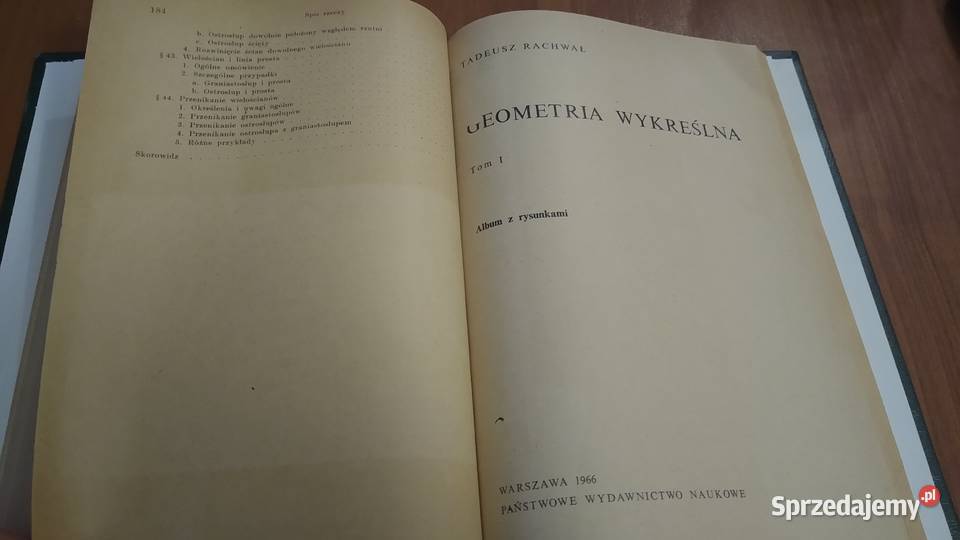 184
Spis rzeczy
b. Ostrosłup dowolnie położony względem rzutni
c. Ostrosłup ścięty
4. Rozwinięcie ścian dowolnego wielościanu
§ 43. Wielościan i linia prosta
1. Ogólne omówienie
2. Szczególne przypadki
a. Graniastosłup i prosta
b. Ostrosłup i prosta
§ 44. Przenikanie wielościanów
1. Określenia i uwagi ogólne
2. Przenikanie graniastosłupów
3. Przenikanie ostrosłupów
4. Przenikanie ostrosłupa z graniastosłupem
5. Różne przykłady
Skorowidz
TADEUSZ RACHWAŁ
GEOMETRIA WYKREŚLNA
Tom I
Album z rysunkami
WARSZAWA 1966
PAŃSTWOWE WYDAWNICTWO NAUKOWE
Sprzedajemy.pl